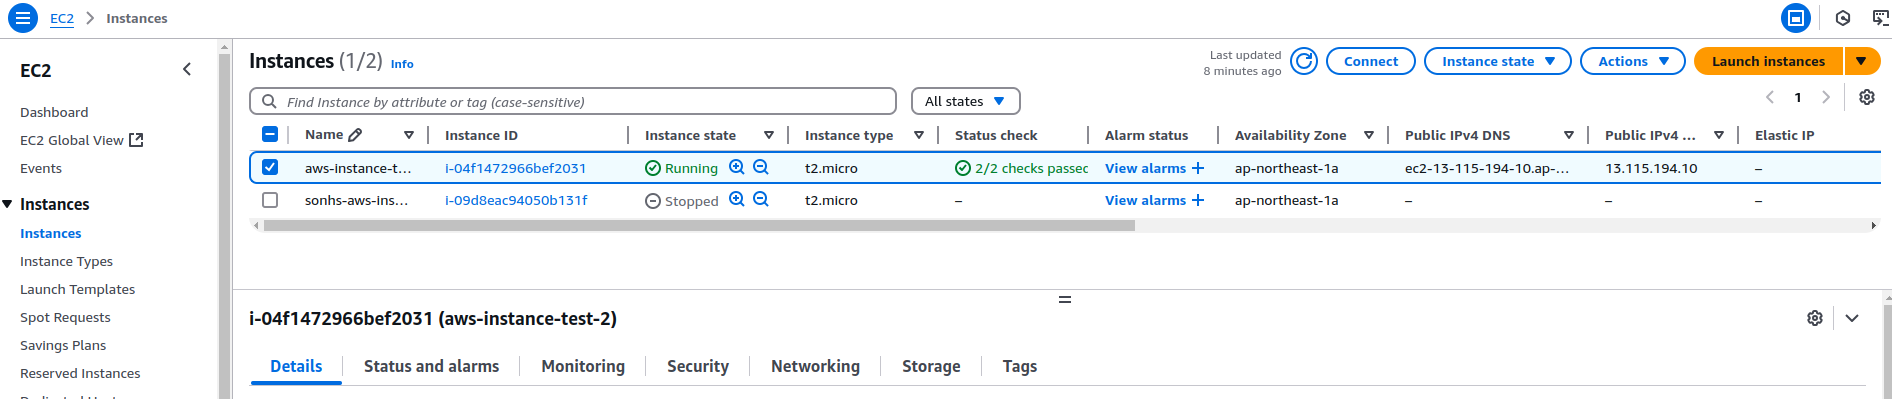 EC2 Instances
EC2
Dashboard
EC2 Global View
Events
Instances
Instances
Instance Types
Launch Templates
Spot Requests
Savings Plans
Reserved Instances
Instances (1/2) Info
Last updated
8 minutes ago
Connect
Instance state
Actions
Launch instances
Find Instance by attribute or tag (case-sensitive)
All states
1
Name Instance ID Instance state Instance type Status check Alarm status Availability Zone Public IPv4 DNS Public IPv4 ... Elastic IP
aws-instance-t... i-04f1472966bef2031 Running t2.micro 2/2 checks passec View alarms + ap-northeast-1a ec2-13-115-194-10.ap-... 13.115.194.10 –
sonhs-aws-ins... i-09d8eac94050b131f Stopped t2.micro – View alarms + ap-northeast-1a – – –
i-04f1472966bef2031 (aws-instance-test-2)
Details Status and alarms Monitoring Security Networking Storage Tags